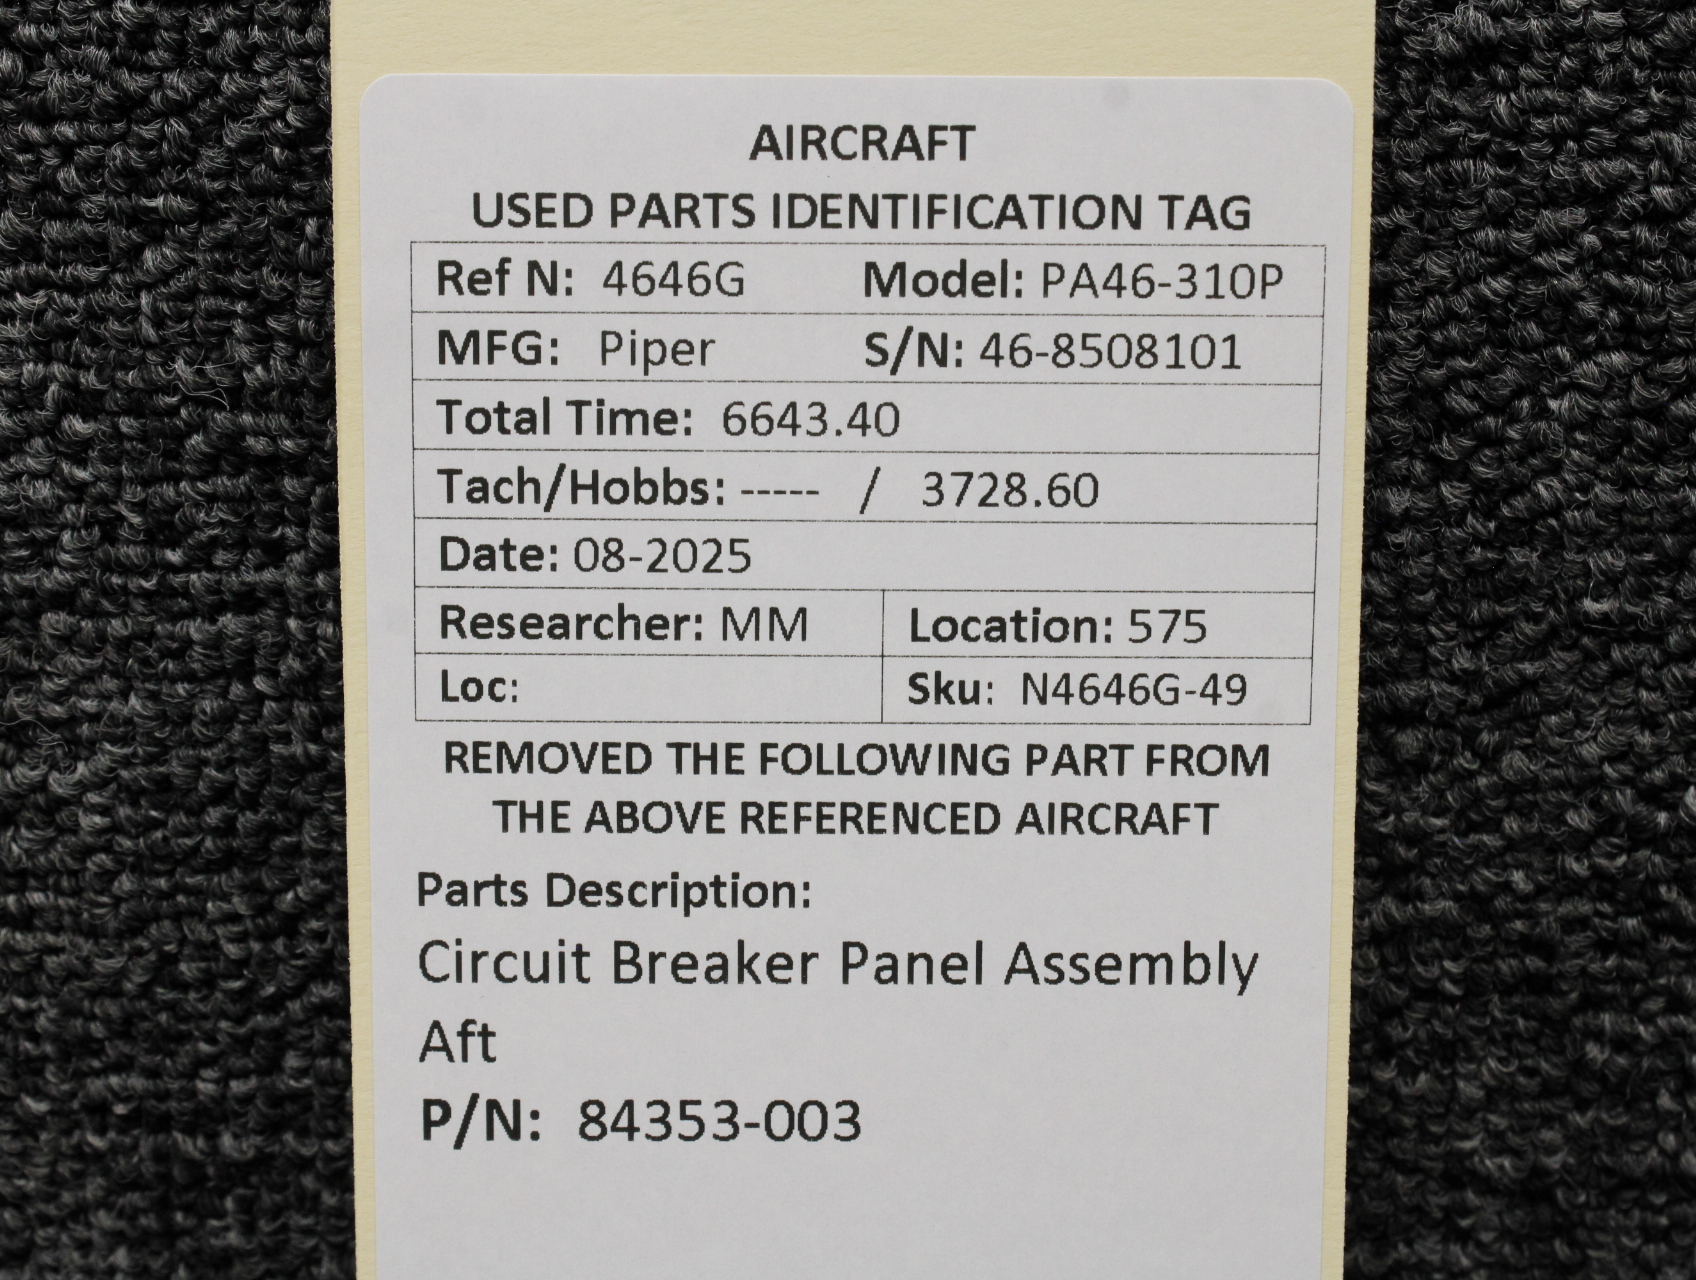 AIRCRAFT
USED PARTS IDENTIFICATION TAG
Ref N: 4646G Model: PA46-310P
MFG: Piper S/N: 46-8508101
Total Time: 6643.40
Tach/Hobbs: ----- / 3728.60
Date: 08-2025
Researcher: MM Location: 575
Loc: Sku: N4646G-49
REMOVED THE FOLLOWING PART FROM
THE ABOVE REFERENCED AIRCRAFT
Parts Description:
Circuit Breaker Panel Assembly
Aft
P/N: 84353-003